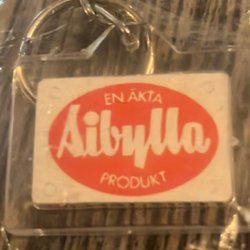 EN ÄKTA
Sibylla
PRODUKT